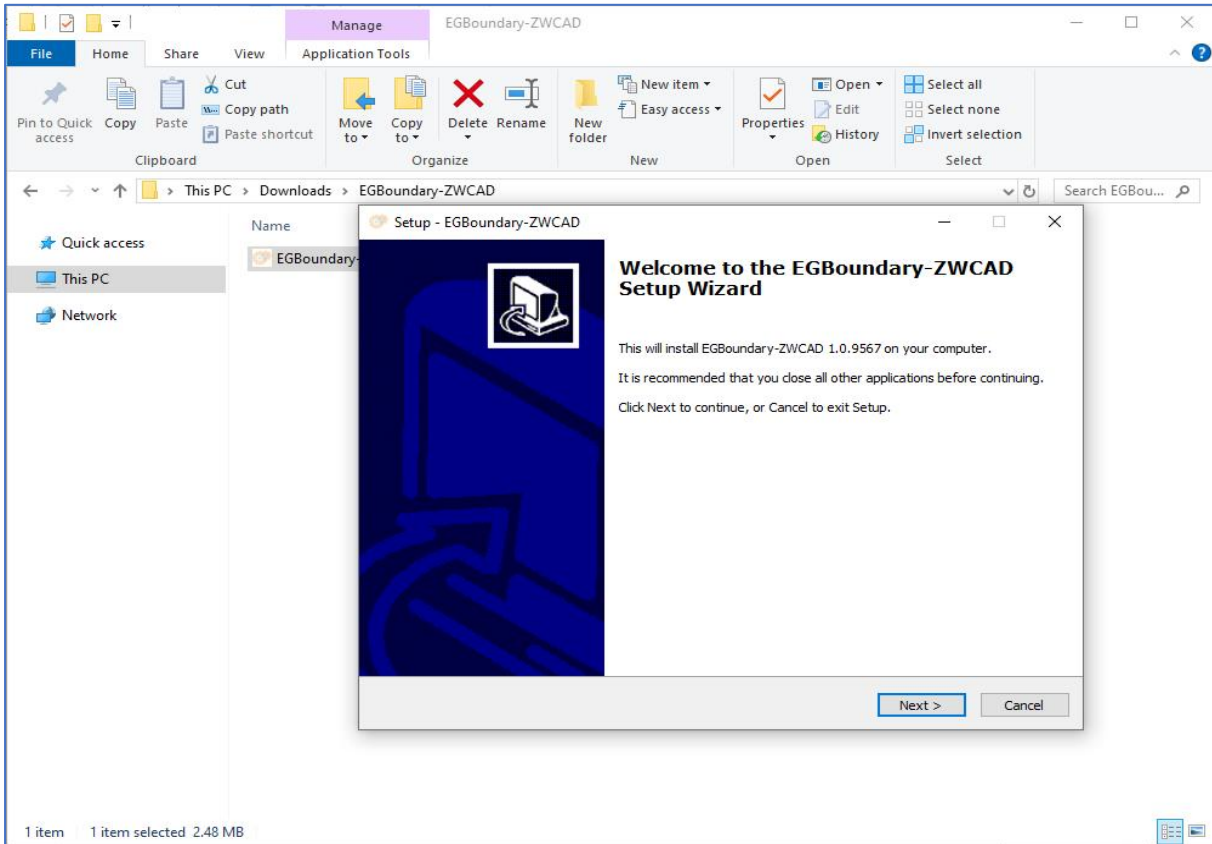 Manage EGBoundary-ZWCAD
File Home Share View Application Tools
Pin to Quick access
Copy
Paste
Cut
Copy path
Paste shortcut
Clipboard
Move to
Copy to
Delete
Rename
Organize
New folder
New item
Easy access
New
Properties
Open
Edit
History
Open
Select all
Select none
Invert selection
Select
This PC > Downloads > EGBoundary-ZWCAD
Search EGBou...
Quick access
This PC
Network
Name
EGBoundary-
Setup - EGBoundary-ZWCAD
Welcome to the EGBoundary-ZWCAD
Setup Wizard
This will install EGBoundary-ZWCAD 1.0.9567 on your computer.
It is recommended that you close all other applications before continuing.
Click Next to continue, or Cancel to exit Setup.
Next > Cancel
1 item 1 item selected 2.48 MB